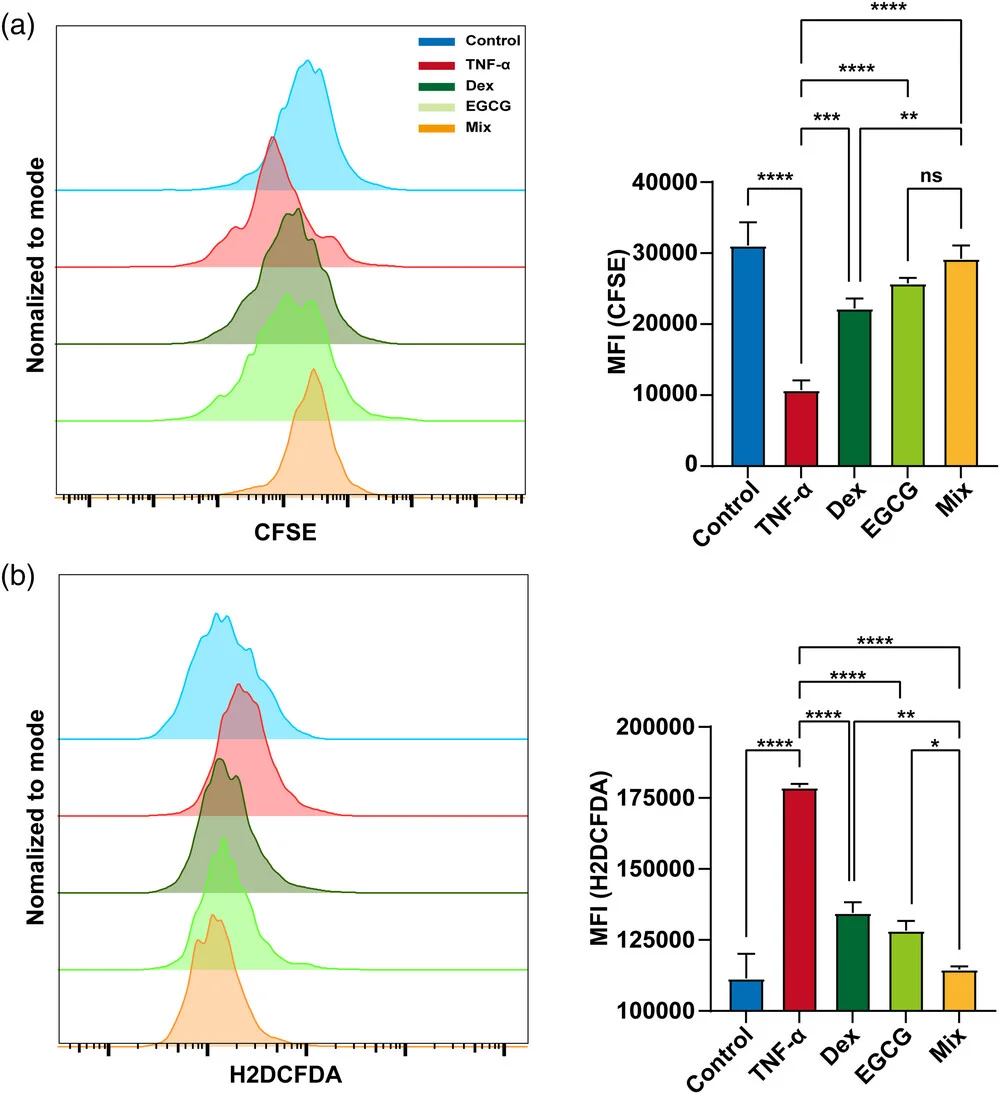 (a)
Control
TNF-α
Dex
EGCG
Mix
Nomalized to mode
CFSE
****
****
*** **
**** ns
MFI (CFSE)
40000
30000
20000
10000
0
Control TNF-α Dex EGCG Mix
(b)
Nomalized to mode
H2DCFDA
****
****
**** **
**** *
MFI (H2DCFDA)
200000
175000
150000
125000
100000
Control TNF-α Dex EGCG Mix